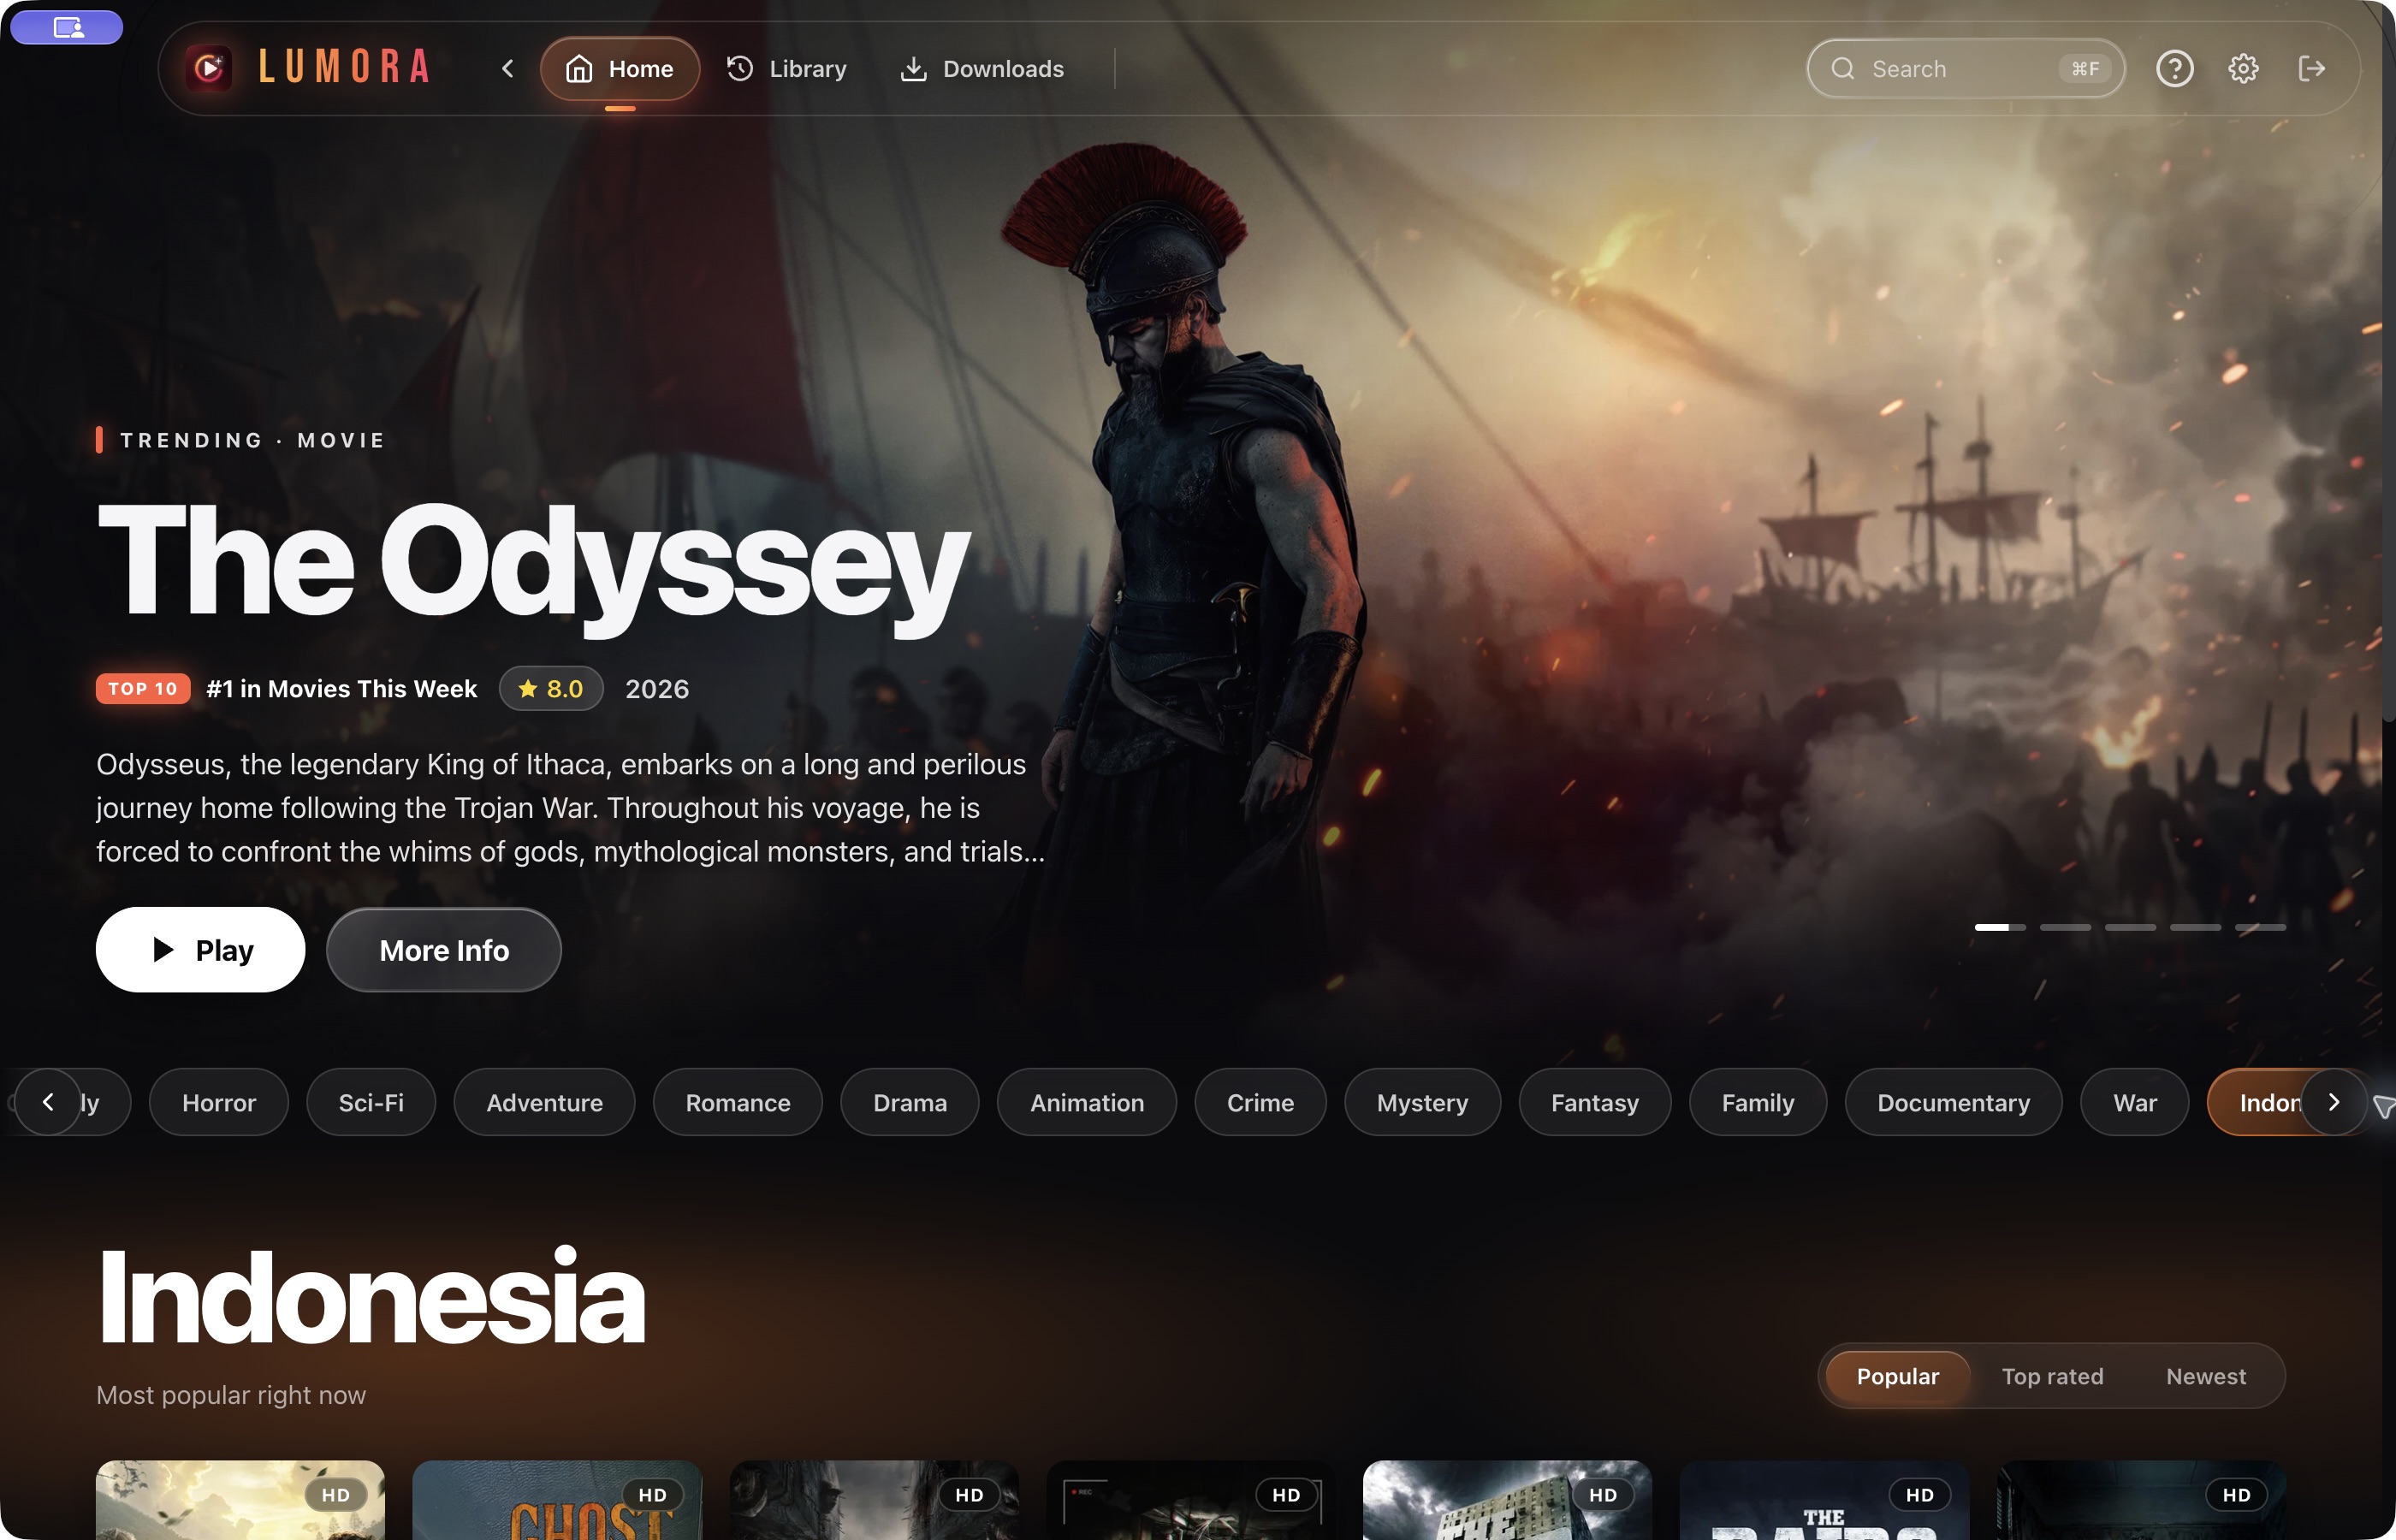 LUMORA
Home
Library
Downloads
Search
⌘F
TRENDING · MOVIE
The Odyssey
TOP 10
#1 in Movies This Week
8.0
2026
Odysseus, the legendary King of Ithaca, embarks on a long and perilous
journey home following the Trojan War. Throughout his voyage, he is
forced to confront the whims of gods, mythological monsters, and trials...
Play
More Info
ly
Horror
Sci-Fi
Adventure
Romance
Drama
Animation
Crime
Mystery
Fantasy
Family
Documentary
War
Indon
Indonesia
Most popular right now
Popular
Top rated
Newest
HD
GHOST
HD
HD
REC
HD
THE
HD
THE
RAID
HD
HD